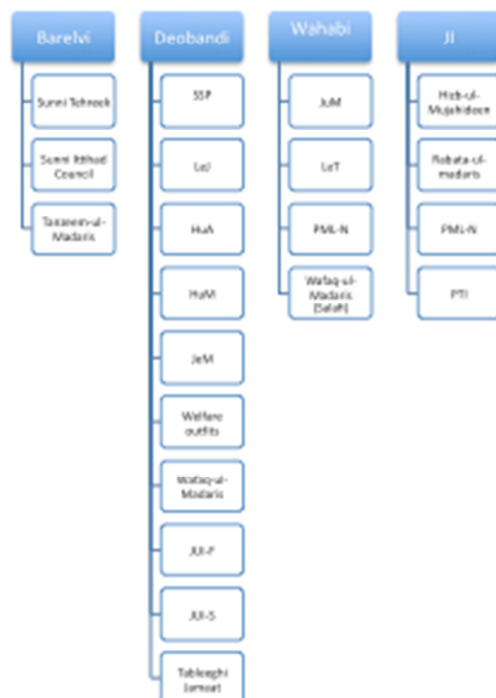 Barelvi
Sunni Tehreek
Sunni Ittihad
Council
Tanzeem-ul-
Madaris
Deobandi
SSP
LeJ
HuA
HuM
JeM
Welfare
outfits
Wafaq-ul-
Madaris
JUI-F
JUI-S
Tableeghi
Jamaat
Wahabi
JuM
LeT
PML-N
Wafaq-ul-
Madaris
(Salafi)
JI
Hizb-ul-
Mujahideen
Rabata-ul-
madaris
PML-N
PTI